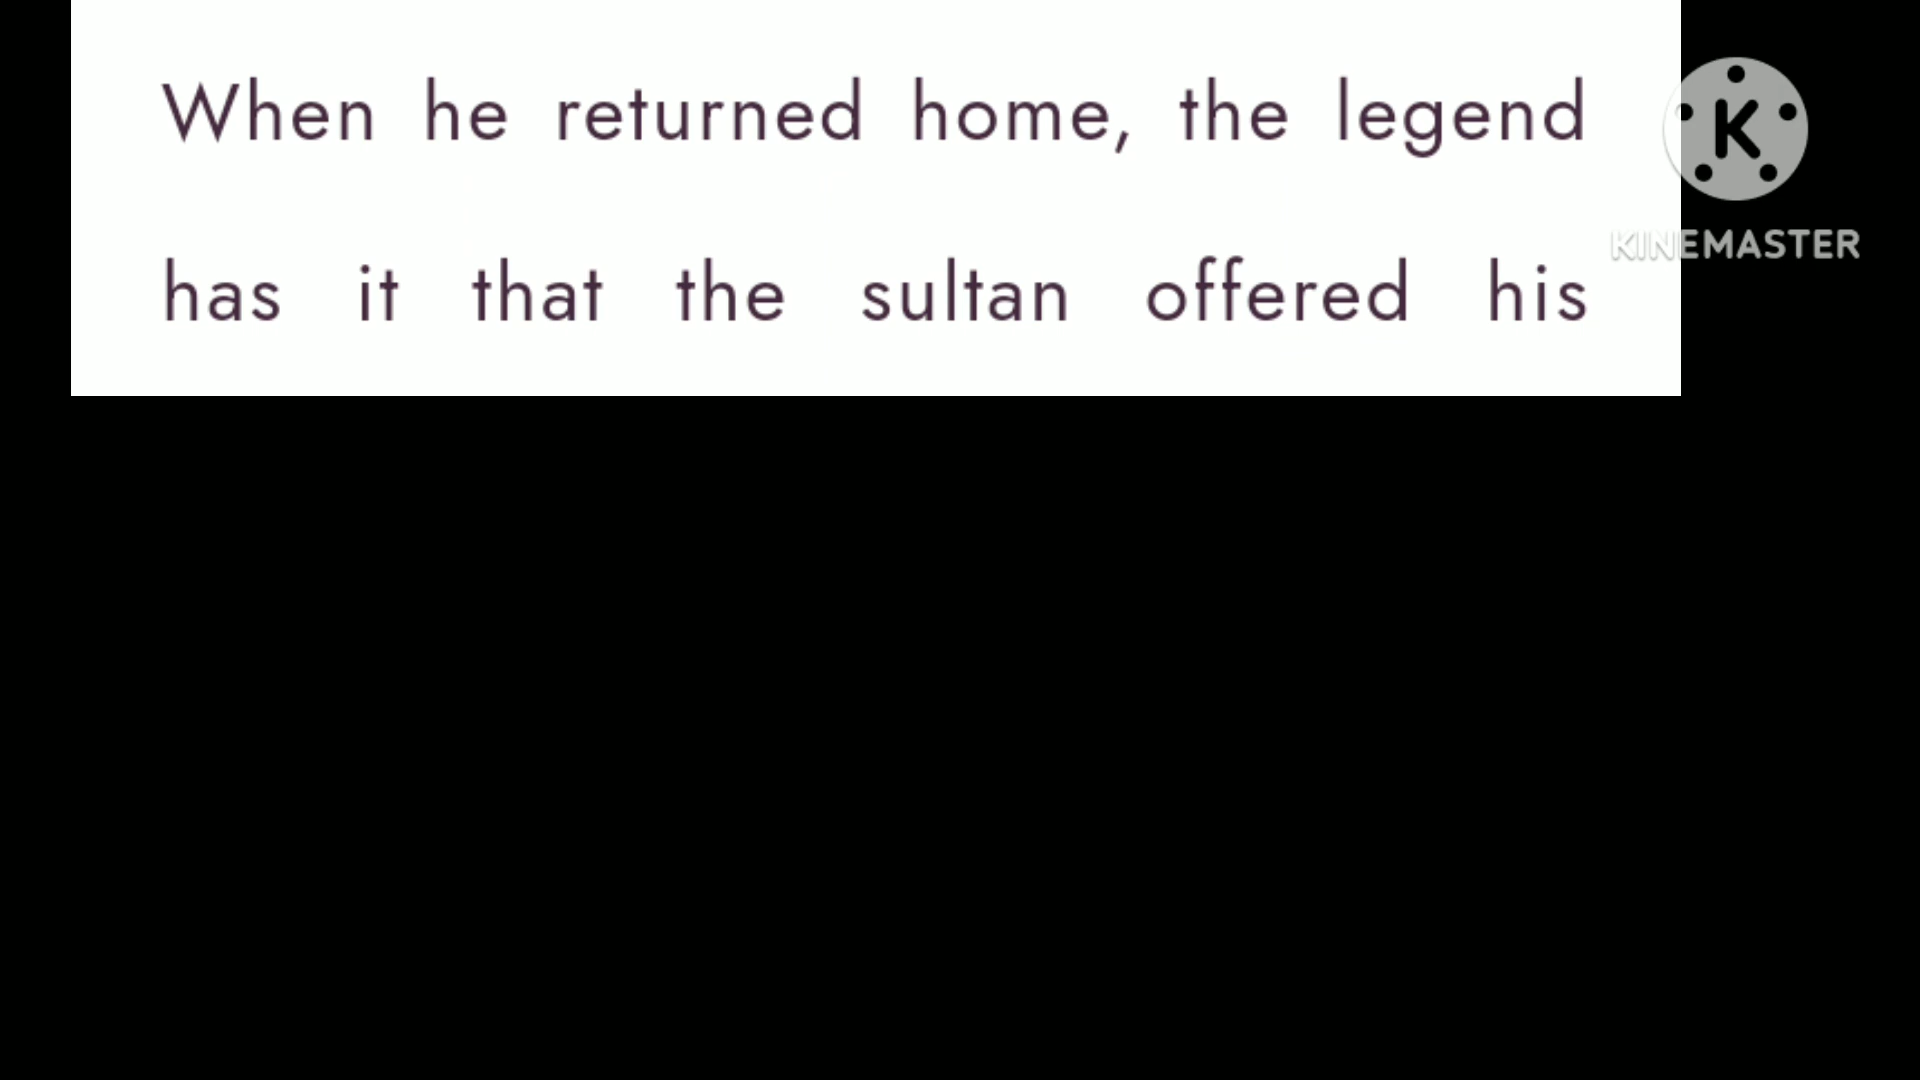 When he returned home, the legend
has it that the sultan offered his
K
KINEMASTER